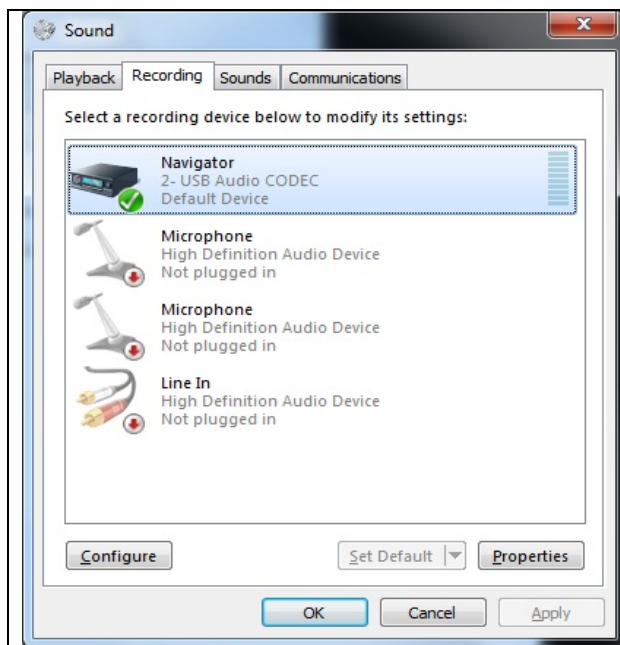 Sound
Playback Recording Sounds Communications
Select a recording device below to modify its settings:
Navigator
2- USB Audio CODEC
Default Device
Microphone
High Definition Audio Device
Not plugged in
Microphone
High Definition Audio Device
Not plugged in
Line In
High Definition Audio Device
Not plugged in
Configure Set Default Properties
OK Cancel Apply